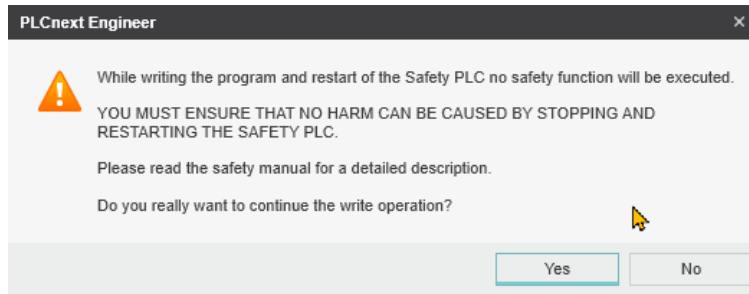 PLCnext Engineer
While writing the program and restart of the Safety PLC no safety function will be executed.
YOU MUST ENSURE THAT NO HARM CAN BE CAUSED BY STOPPING AND
RESTARTING THE SAFETY PLC.
Please read the safety manual for a detailed description.
Do you really want to continue the write operation?
Yes No